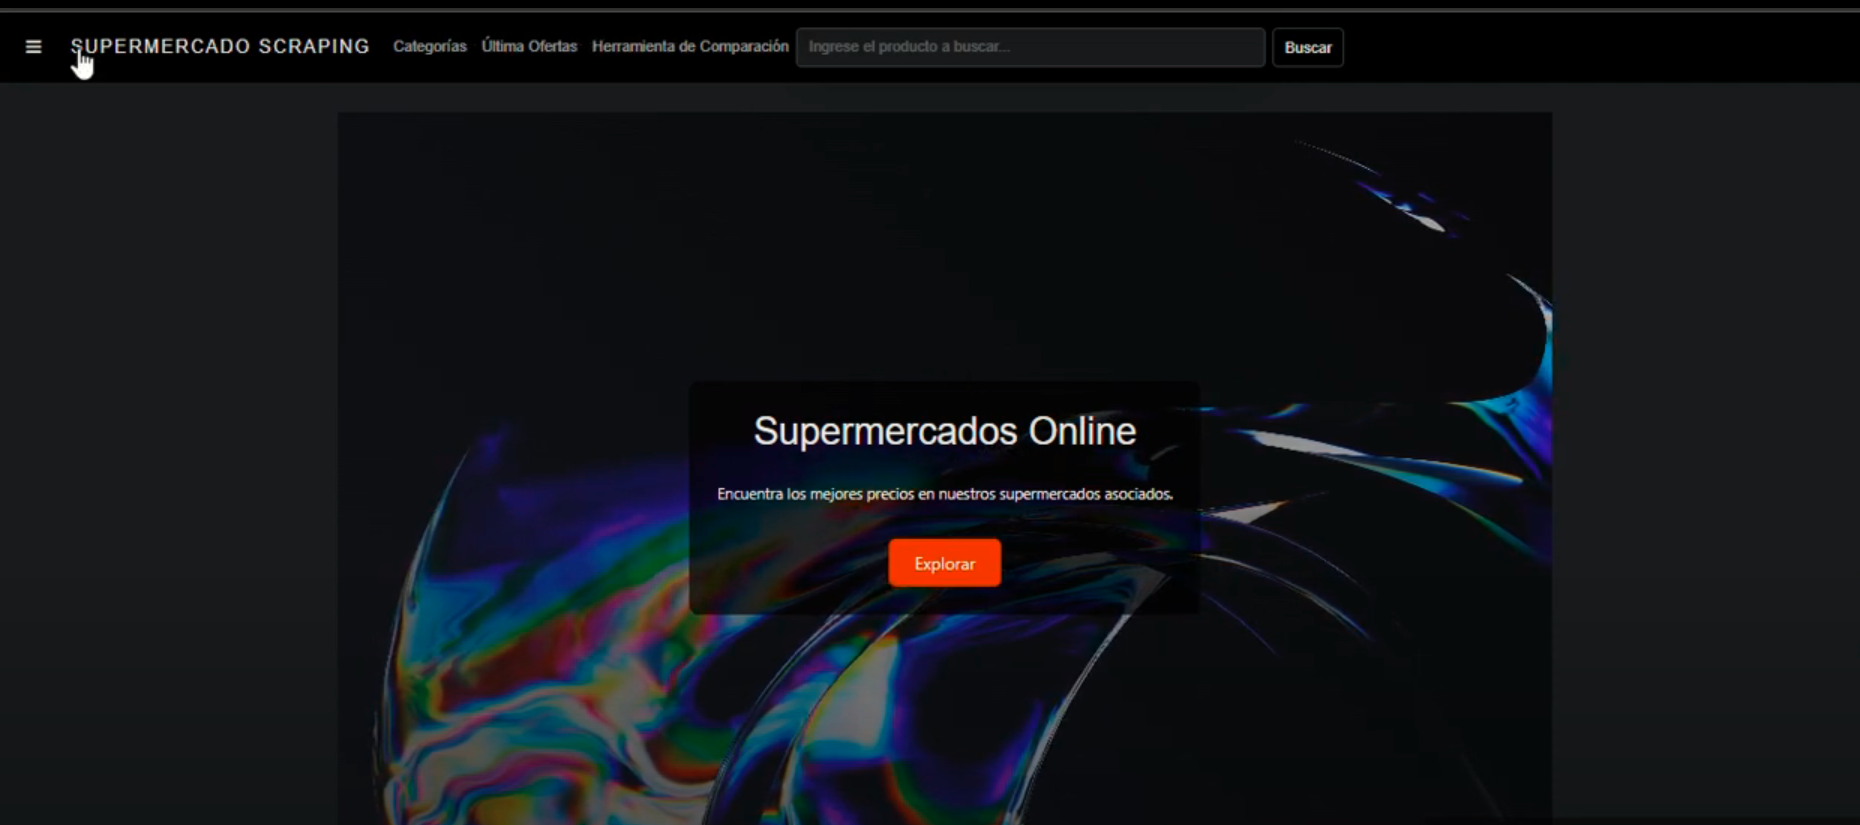 SUPERMERCADO SCRAPING Categorías Última Ofertas Herramienta de Comparación Ingrese el producto a buscar... Buscar
Supermercados Online
Encuentra los mejores precios en nuestros supermercados asociados.
Explorar